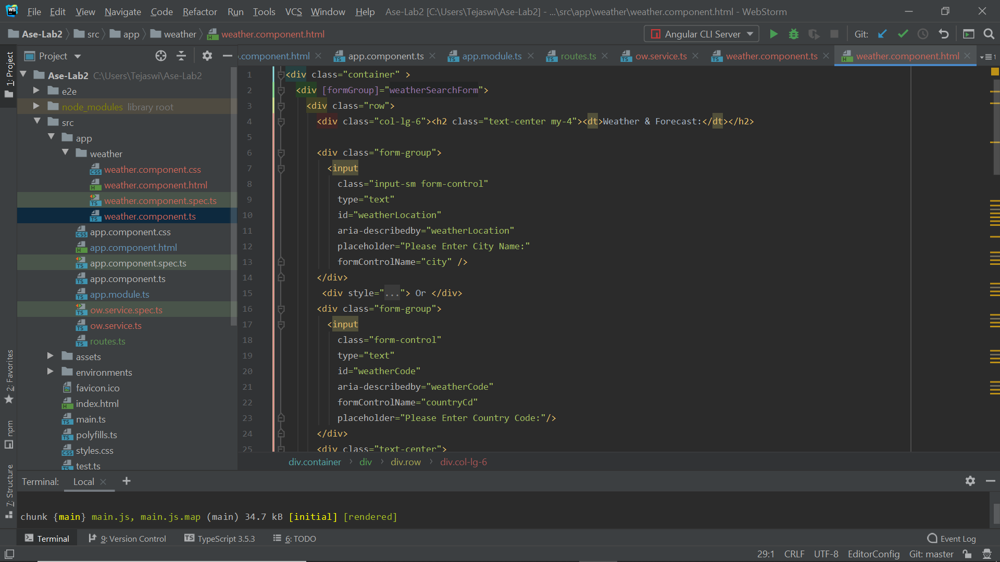 WS File Edit View Navigate Code Refactor Run Tools VCS Window Help Ase-Lab2 [C:\Users\Tejaswi\Ase-Lab2] - ...\src\app\weather\weather.component.html - WebStorm
Ase-Lab2 src app weather weather.component.html Angular CLI Server Git:
1: Project
Project
.component.html app.component.ts app.module.ts routes.ts ow.service.ts weather.component.ts weather.component.html 1
Ase-Lab2 C:\Users\Tejaswi\Ase-Lab2
e2e
node_modules library root
src
app
weather
weather.component.css
weather.component.html
weather.component.spec.ts
weather.component.ts
app.component.css
app.component.html
app.component.spec.ts
app.component.ts
app.module.ts
ow.service.spec.ts
ow.service.ts
routes.ts
assets
environments
favicon.ico
index.html
main.ts
polyfills.ts
styles.css
test.ts
1 <div class="container" >
2 <div [formGroup]="weatherSearchForm">
3 <div class="row">
4 <div class="col-lg-6"><h2 class="text-center my-4"><dt>Weather & Forecast:</dt></h2>
5
6 <div class="form-group">
7 <input
8 class="input-sm form-control"
9 type="text"
10 id="weatherLocation"
11 aria-describedby="weatherLocation"
12 placeholder="Please Enter City Name:"
13 formControlName="city" />
14 </div>
15 <div style="..."> Or </div>
16 <div class="form-group">
17 <input
18 class="form-control"
19 type="text"
20 id="weatherCode"
21 aria-describedby="weatherCode"
22 formControlName="countryCd"
23 placeholder="Please Enter Country Code:"/>
24 </div>
25 <div class="text-center">
div.container div div.row div.col-lg-6
2: Favorites
npm
7: Structure
Terminal: Local
chunk {main} main.js, main.js.map (main) 34.7 kB [initial] [rendered]
Terminal 9: Version Control TypeScript 3.5.3 6: TODO Event Log
29:1 CRLF UTF-8 EditorConfig Git: master